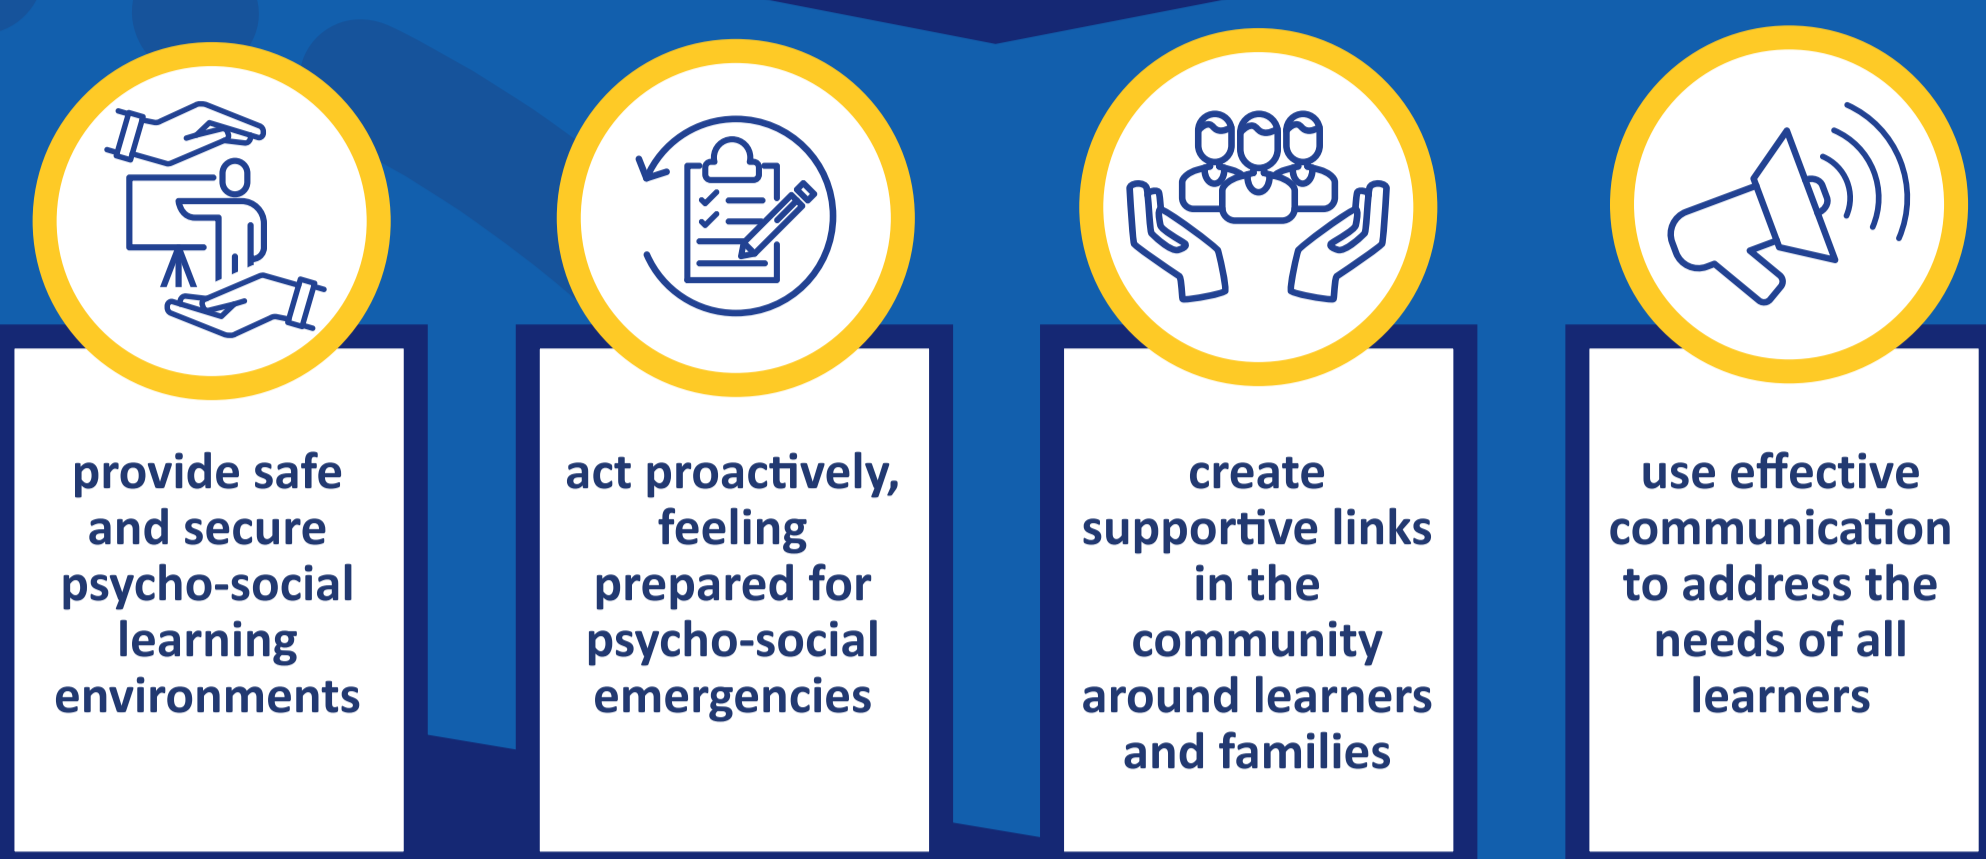 provide safe
and secure
psycho-social
learning
environments
act proactively,
feeling
prepared for
psycho-social
emergencies
create
supportive links
in the
community
around learners
and families
use effective
communication
to address the
needs of all
learners